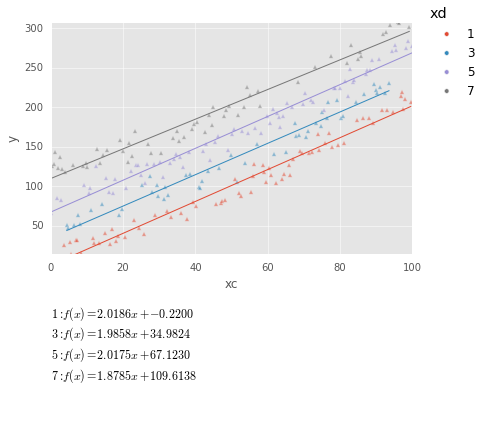 xd
1
3
5
7
300
250
200
150
100
50
y
0 20 40 60 80 100
xc
1 : f(x) = 2.0186x + −0.2200
3 : f(x) = 1.9858x + 34.9824
5 : f(x) = 2.0175x + 67.1230
7 : f(x) = 1.8785x + 109.6138